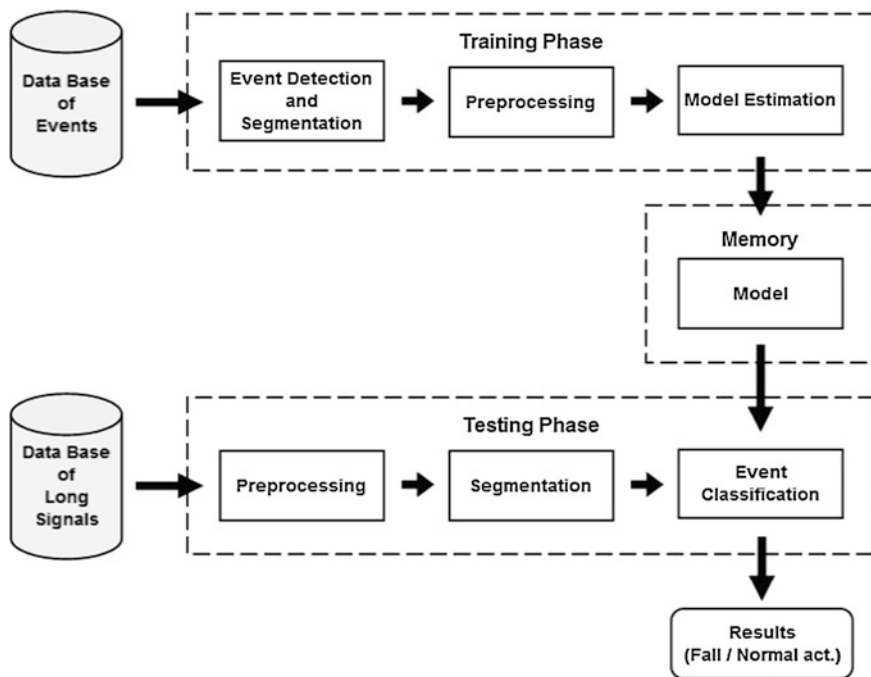 Training Phase
Data Base
of
Events
Event Detection
and
Segmentation
Preprocessing
Model Estimation
Memory
Model
Testing Phase
Data Base
of
Long
Signals
Preprocessing
Segmentation
Event
Classification
Results
(Fall / Normal act.)